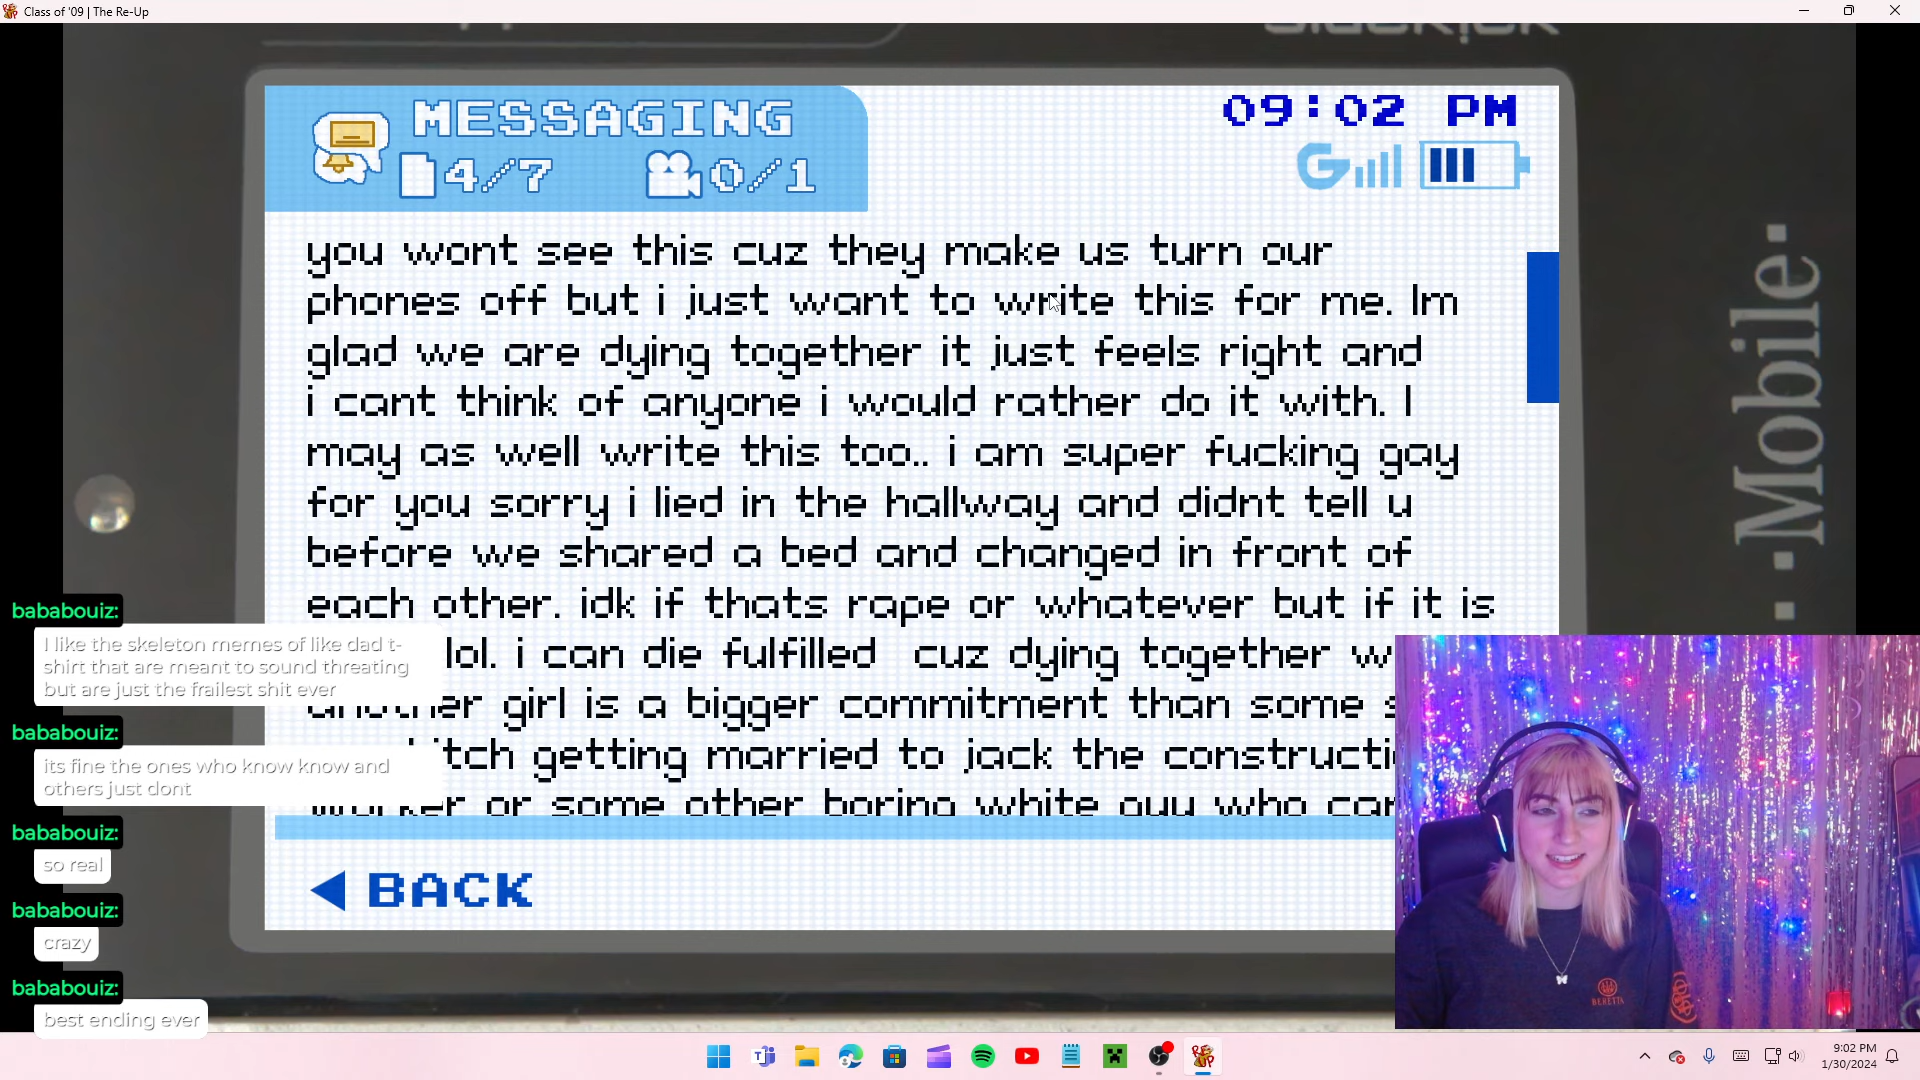 Class of '09 | The Re-Up
MESSAGING
4/7 0/1
09:02 PM
G
you wont see this cuz they make us turn our
phones off but i just want to write this for me. Im
glad we are dying together it just feels right and
i cant think of anyone i would rather do it with. I
may as well write this too.. i am super fucking gay
for you sorry i lied in the hallway and didnt tell u
before we shared a bed and changed in front of
each other. idk if thats rape or whatever but if it is
lol. i can die fulfilled cuz dying together
girl is a bigger commitment than some
getting married to jack the
or some other boring white guy who
BACK
Mobile
bababouiz:
I like the skeleton memes of like dad t-
shirt that are meant to sound threating
but are just the frailest shit ever
bababouiz:
its fine the ones who know know and
others just dont
bababouiz:
so real
bababouiz:
crazy
bababouiz:
best ending ever
BERETTA
9:02 PM
1/30/2024